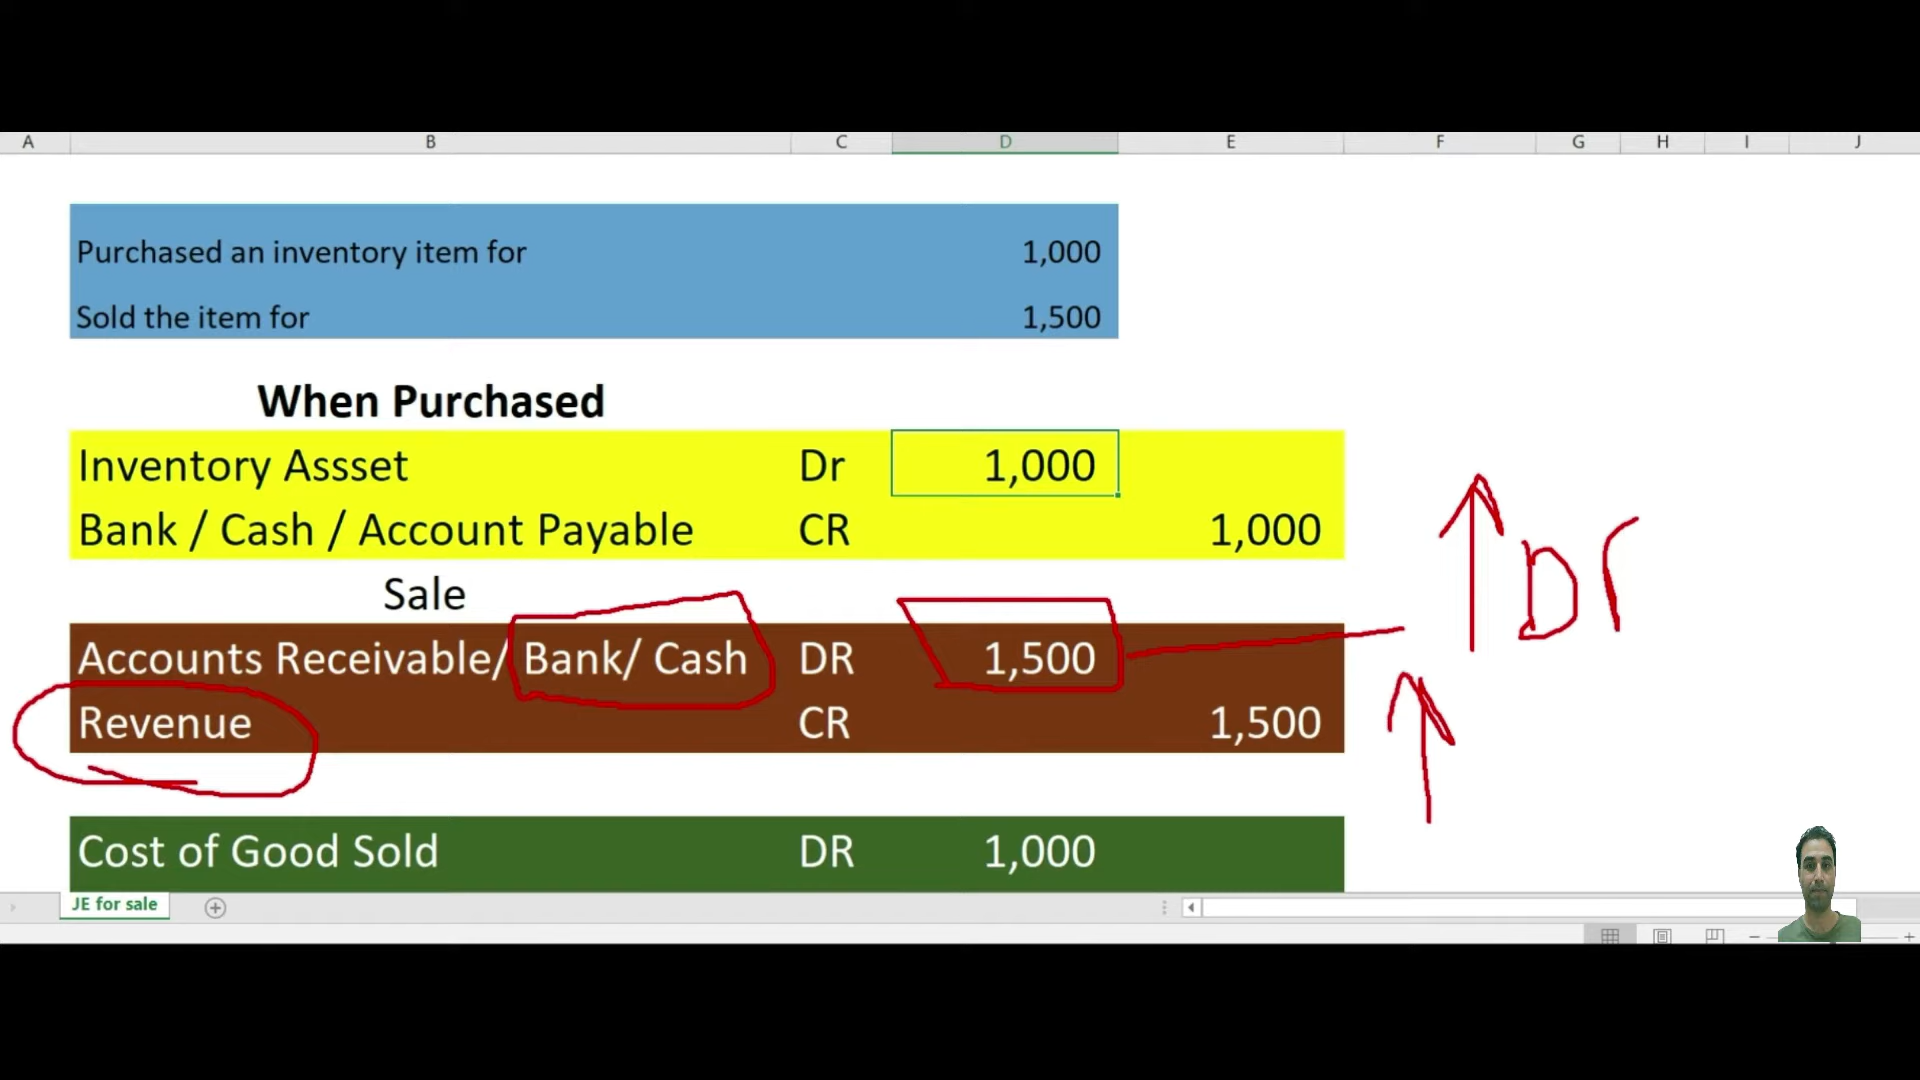 A B C D E F G H I J
Purchased an inventory item for 1,000
Sold the item for 1,500
When Purchased
Inventory Assset Dr 1,000
Bank / Cash / Account Payable CR 1,000
Sale
Accounts Receivable/ Bank/ Cash DR 1,500
Revenue CR 1,500
Dr
Cost of Good Sold DR 1,000
JE for sale